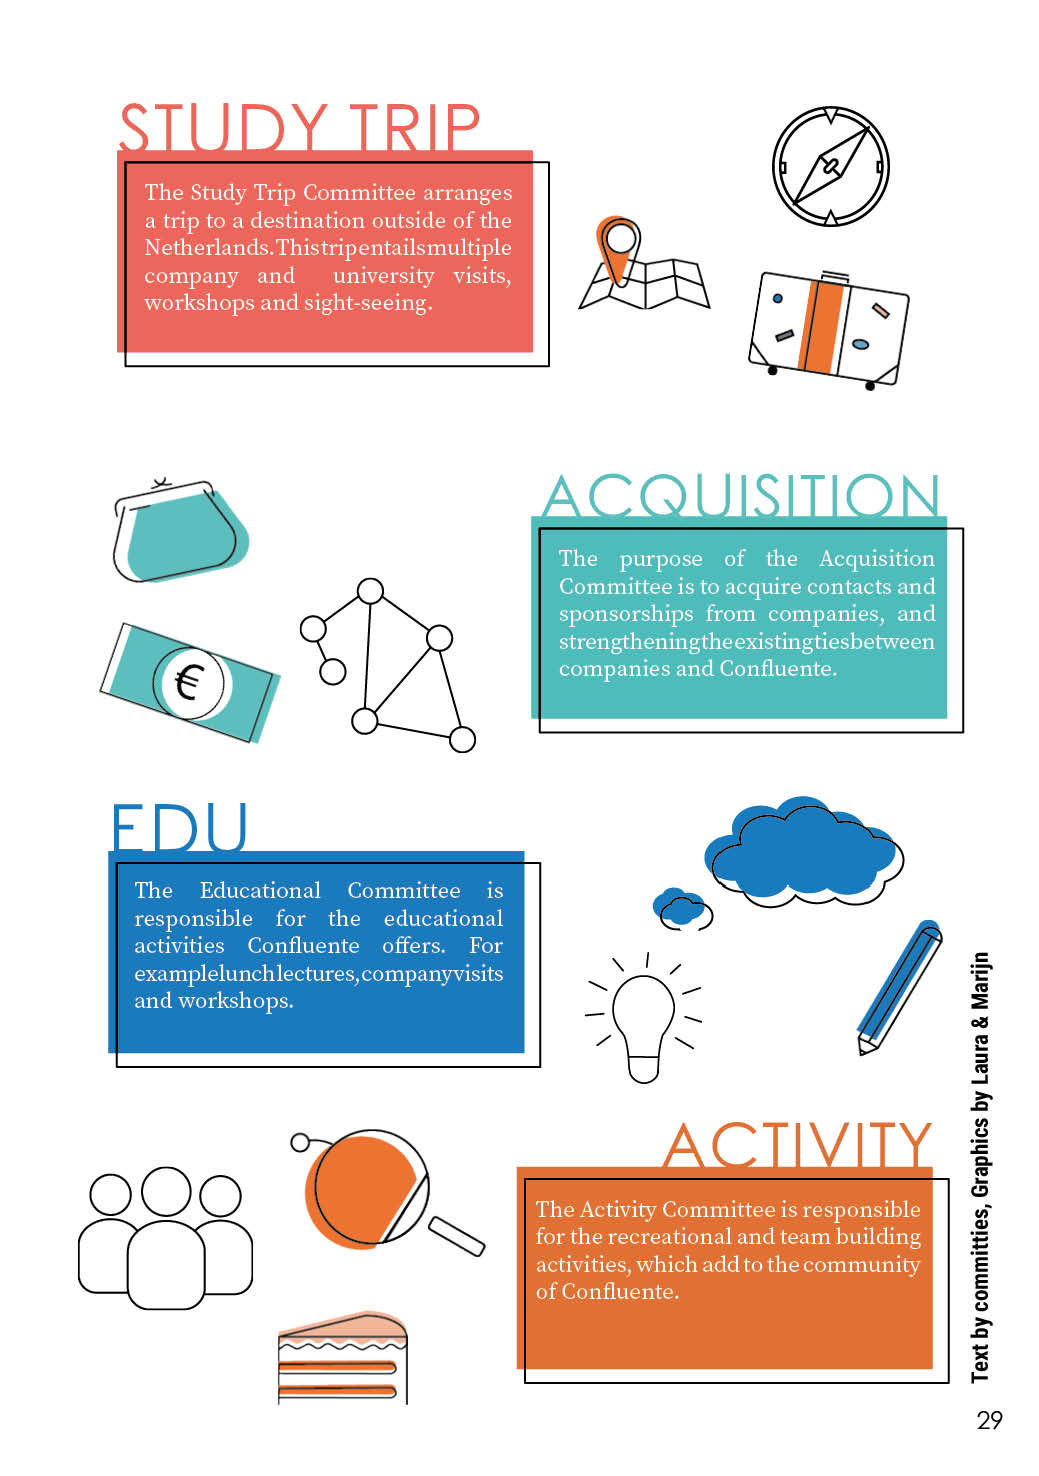 STUDY TRIP
The Study Trip Committee arranges
a trip to a destination outside of the
Netherlands. This trip entails multiple
company and university visits,
workshops and sight-seeing.
ACQUISITION
The purpose of the Acquisition
Committee is to acquire contacts and
sponsorships from companies, and
strengthening the existing ties between
companies and Confluente.
€
EDU
The Educational Committee is
responsible for the educational
activities Confluente offers. For
example lunch lectures, company visits
and workshops.
ACTIVITY
The Activity Committee is responsible
for the recreational and team building
activities, which add to the community
of Confluente.
Text by committies, Graphics by Laura & Marijn
29